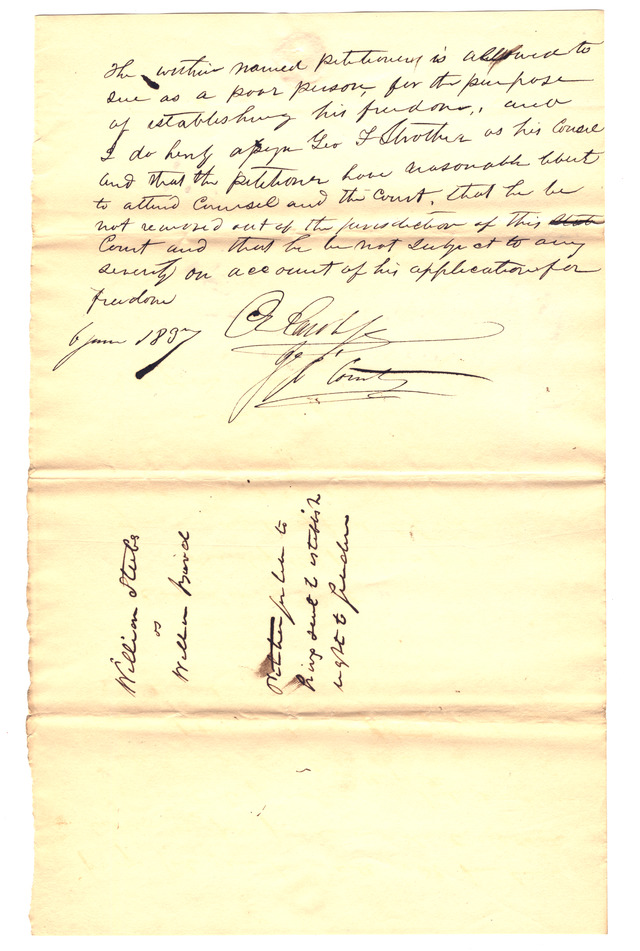 The within named petitioner is allowed to
sue as a poor person for the purpose
of establishing his freedom, and
I do hereby assign Geo F Strother as his Counsel
and that the petitioner have reasonable liberty
to attend Counsel and the Court, that he be
not removed out of the jurisdiction of this State
Court and that he be not subject to any
severity on account of his application for
freedom
6 June 1837
Court
William Stubs
vs
William Burd
Petition for leave to
bring suit to establish
right to freedom